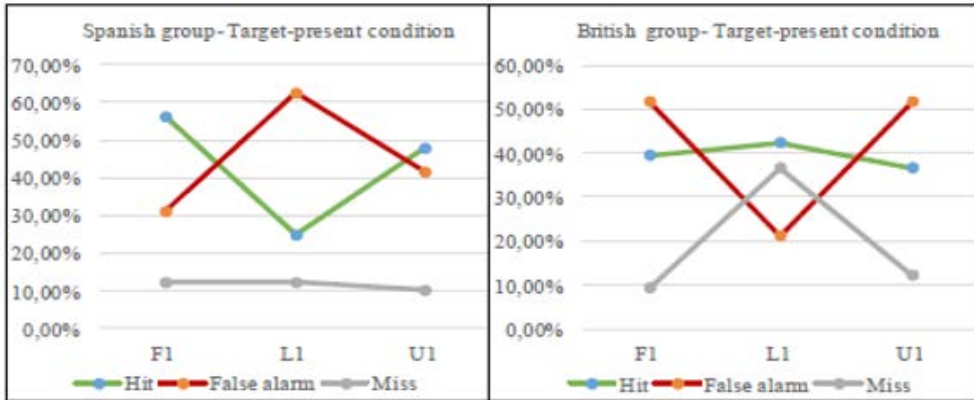 Spanish group- Target-present condition
70,00%
60,00%
50,00%
40,00%
30,00%
20,00%
10,00%
0,00%
F1 L1 U1
Hit False alarm Miss
British group- Target-present condition
60,00%
50,00%
40,00%
30,00%
20,00%
10,00%
0,00%
F1 L1 U1
Hit False alarm Miss